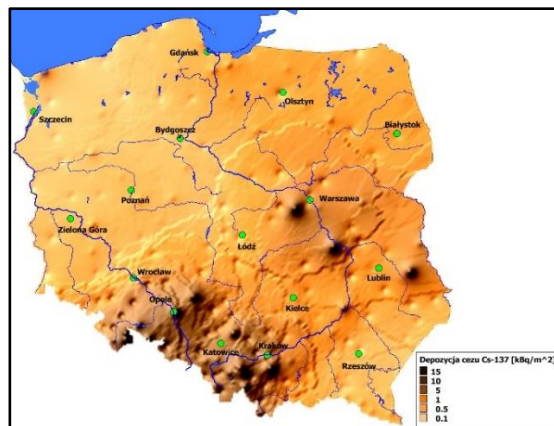 Gdańsk
Olsztyn
Szczecin
Białystok
Bydgoszcz
Poznań
Warszawa
Zielona Góra
Łódź
Wrocław
Lublin
Opole
Kielce
Katowice
Kraków
Rzeszów
Depozycja cezu Cs-137 [kBq/m^2]
15
10
5
1
0.5
0.1